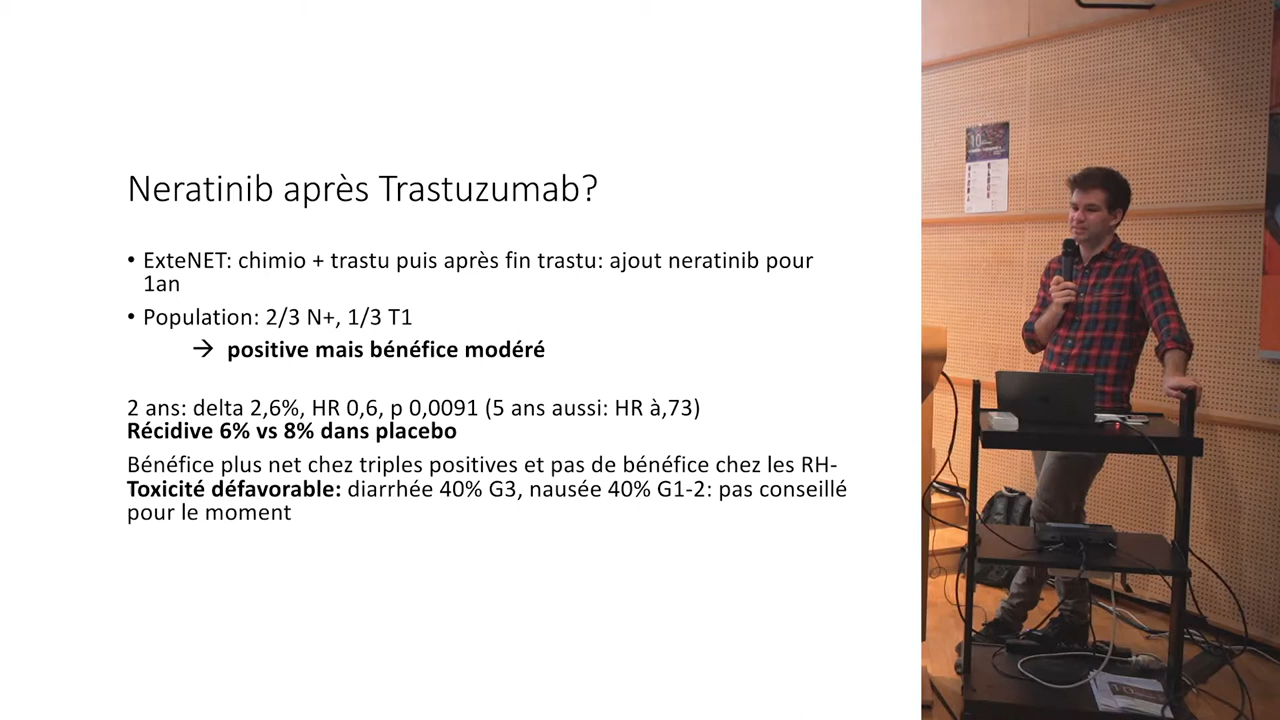 Neratinib après Trastuzumab?
• ExteNET: chimio + trastu puis après fin trastu: ajout neratinib pour
1an
• Population: 2/3 N+, 1/3 T1
→ positive mais bénéfice modéré
2 ans: delta 2,6%, HR 0,6, p 0,0091 (5 ans aussi: HR à,73)
Récidive 6% vs 8% dans placebo
Bénéfice plus net chez triples positives et pas de bénéfice chez les RH-
Toxicité défavorable: diarrhée 40% G3, nausée 40% G1-2: pas conseillé
pour le moment
10